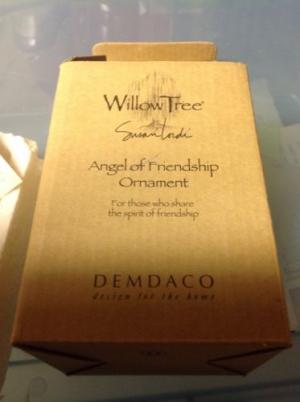 Willow Tree®
Susan Lordi
Angel of Friendship
Ornament
For those who share
the spirit of friendship
DEMDACO
design for the home